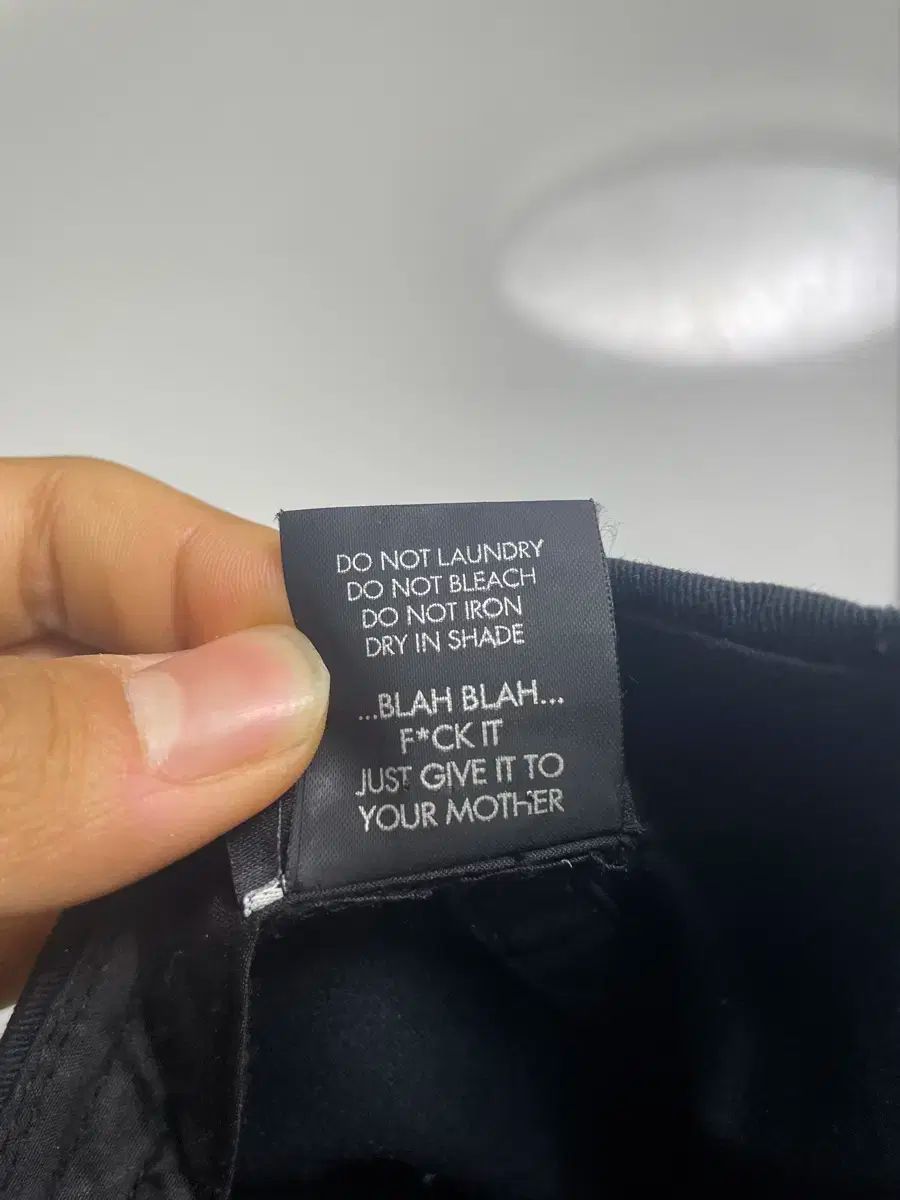 DO NOT LAUNDRY
DO NOT BLEACH
DO NOT IRON
DRY IN SHADE
...BLAH BLAH...
F*CK IT
JUST GIVE IT TO
YOUR MOTHER